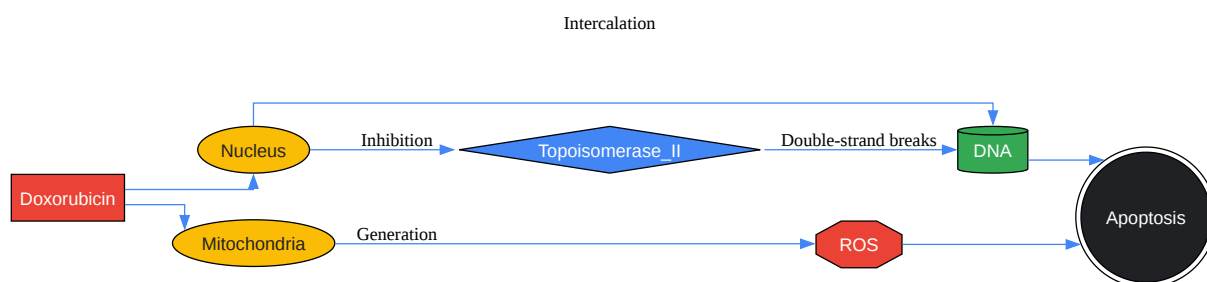 Intercalation
Nucleus
Inhibition
Topoisomerase_II
Double-strand breaks
DNA
Doxorubicin
Mitochondria
Generation
ROS
Apoptosis